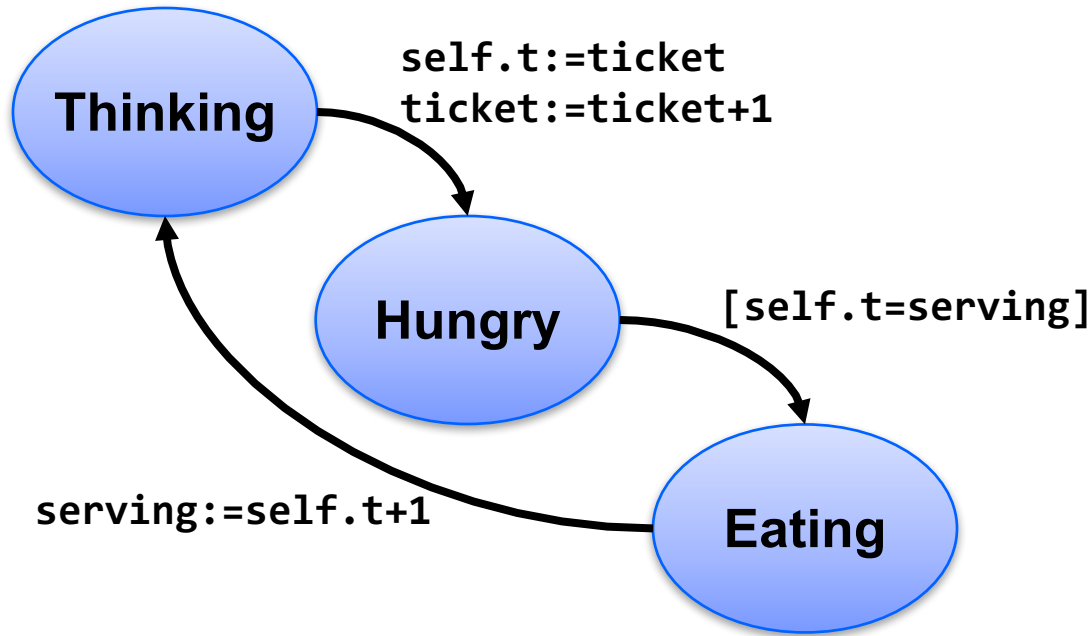 self.t:=ticket
Thinking
ticket:=ticket+1
Hungry
[self.t=serving]
serving:=self.t+1
Eating